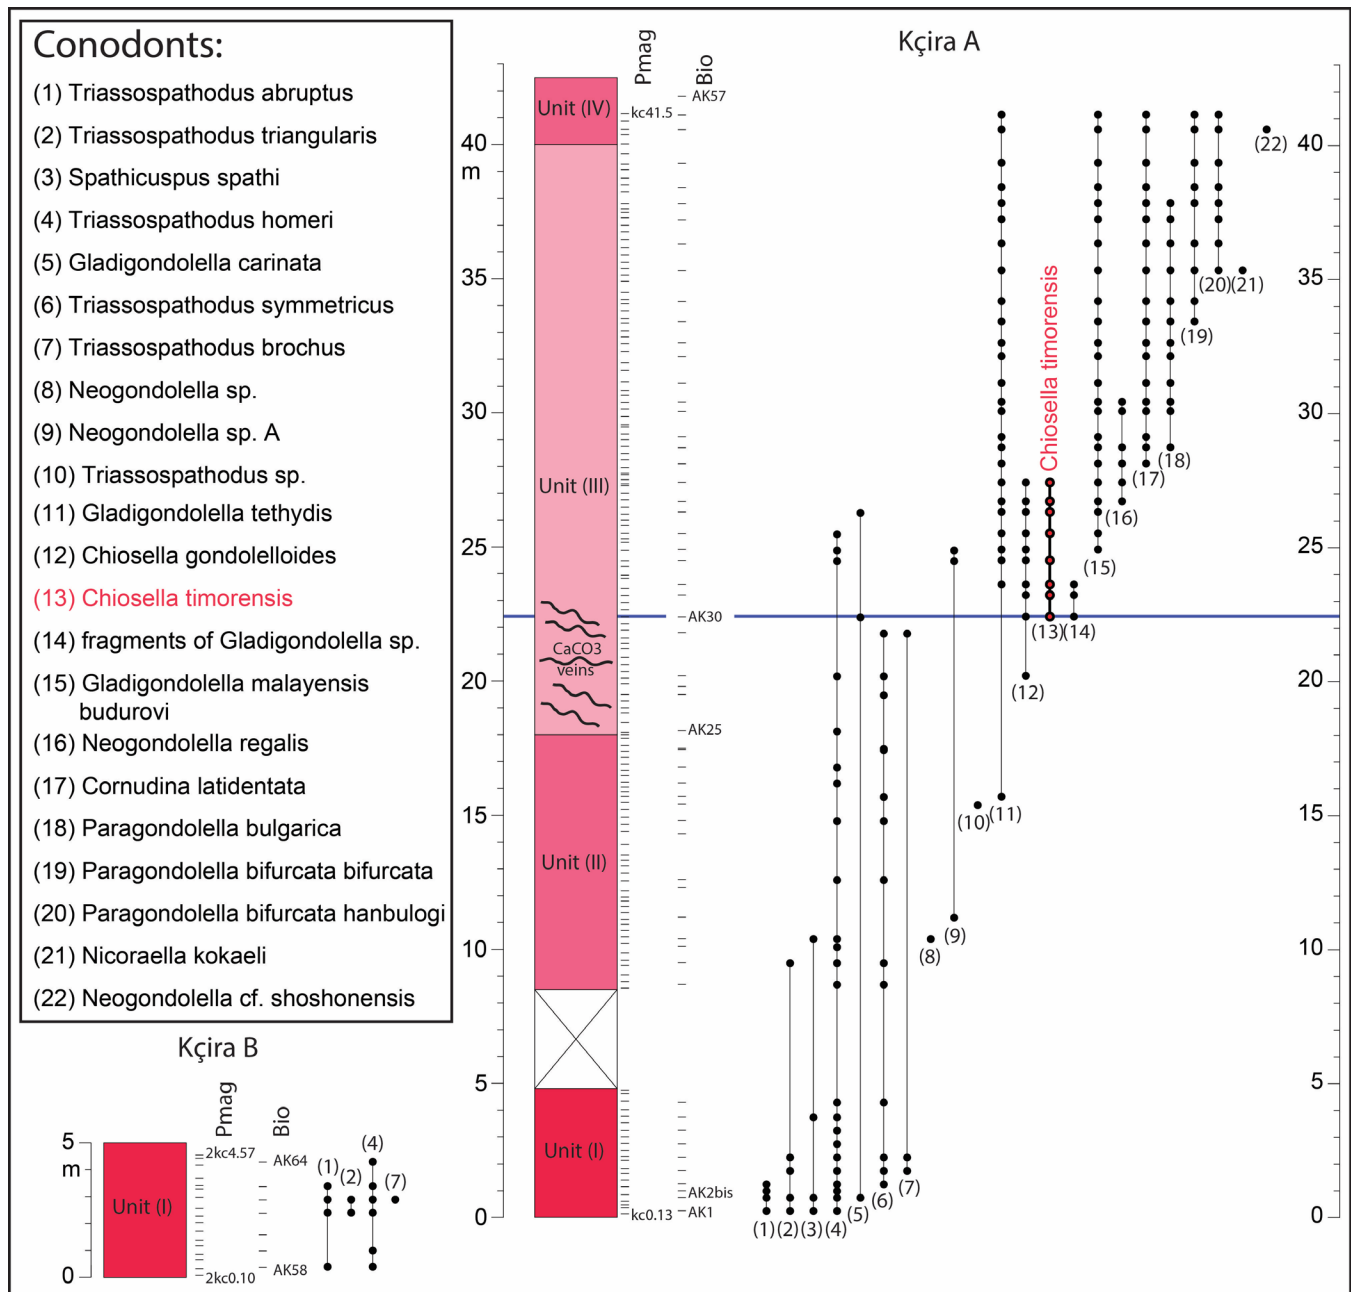 Conodonts:
(1) Triassospathodus abruptus
(2) Triassospathodus triangularis
(3) Spathicuspus spathi
(4) Triassospathodus homeri
(5) Gladigondolella carinata
(6) Triassospathodus symmetricus
(7) Triassospathodus brochus
(8) Neogondolella sp.
(9) Neogondolella sp. A
(10) Triassospathodus sp.
(11) Gladigondolella tethydis
(12) Chiosella gondolelloides
(13) Chiosella timorensis
(14) fragments of Gladigondolella sp.
(15) Gladigondolella malayensis
budurovi
(16) Neogondolella regalis
(17) Cornudina latidentata
(18) Paragondolella bulgarica
(19) Paragondolella bifurcata bifurcata
(20) Paragondolella bifurcata hanbulogi
(21) Nicoraella kokaeli
(22) Neogondolella cf. shoshonensis
Kçira A
Pmag
Bio
AK57
kc41.5
Unit (IV)
40
m
35
30
25
20
15
10
5
0
Unit (III)
CaCO3
veins
AK30
AK25
Unit (II)
Unit (I)
AK2bis
kc0.13
AK1
(1)
(2)
(3)
(4)
(5)
(6)
(7)
(8)
(9)
(10)
(11)
(12)
(13)
(14)
Chiosella timorensis
(15)
(16)
(17)
(18)
(19)
(20)
(21)
(22)
40
35
30
25
20
15
10
5
0
Kçira B
Pmag
Bio
5
m
0
Unit (I)
2kc4.57
2kc0.10
AK64
AK58
(1)
(2)
(4)
(7)